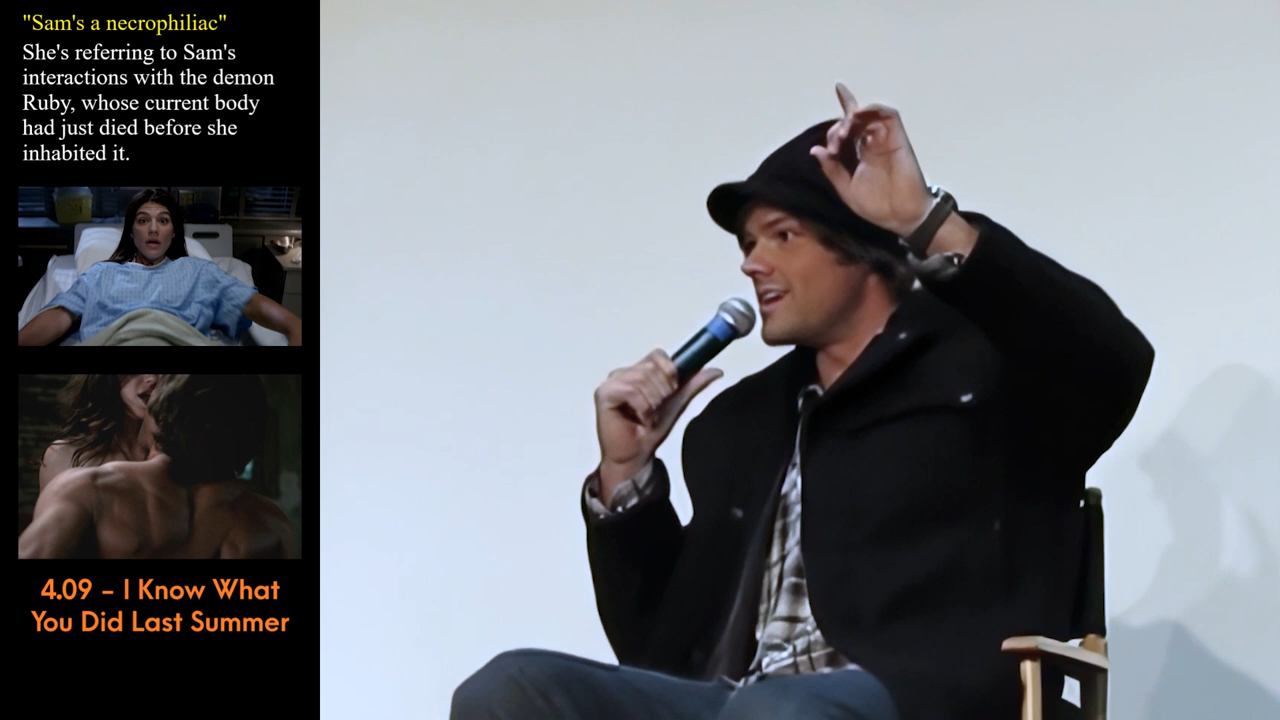 "Sam's a necrophiliac"
She's referring to Sam's
interactions with the demon
Ruby, whose current body
had just died before she
inhabited it.
4.09 – I Know What
You Did Last Summer